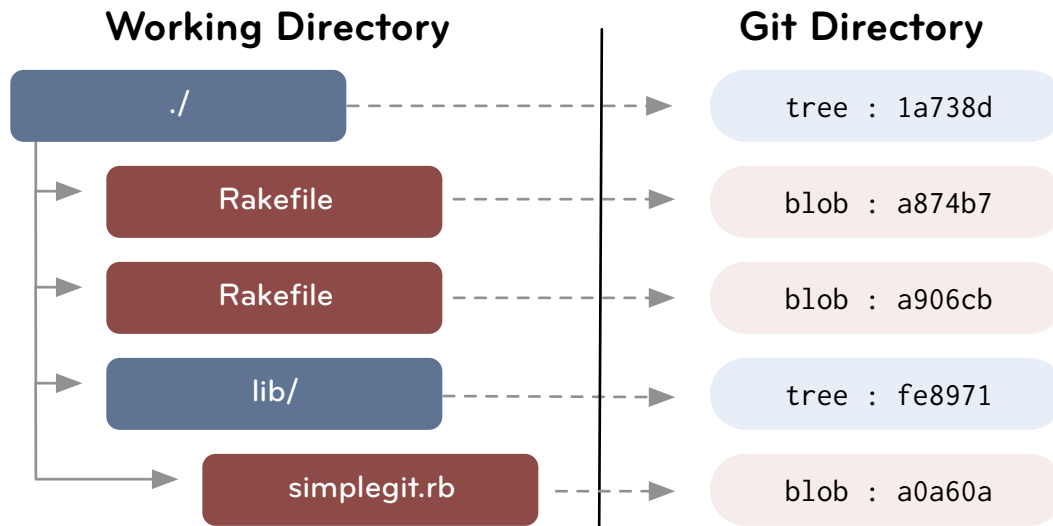 Working Directory
Git Directory
./
tree : 1a738d
Rakefile
blob : a874b7
Rakefile
blob : a906cb
lib/
tree : fe8971
simplegit.rb
blob : a0a60a